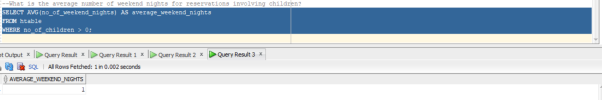 --What is the average number of weekend nights for reservations involving children?
SELECT AVG(no_of_weekend_nights) AS average_weekend_nights
FROM htable
WHERE no_of_children > 0;
Output × Query Result × Query Result 1 × Query Result 2 × Query Result 3 ×
SQL | All Rows Fetched: 1 in 0.002 seconds
AVERAGE_WEEKEND_NIGHTS
1